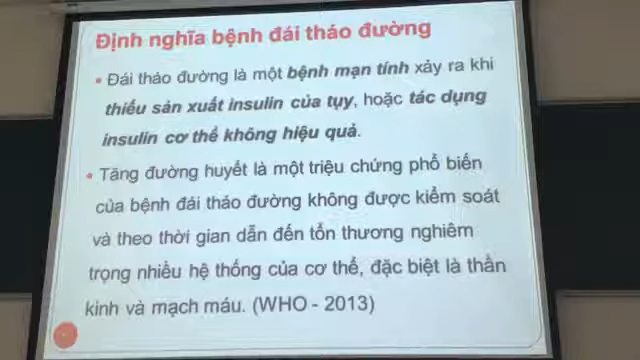 Định nghĩa bệnh đái tháo đường
• Đái tháo đường là một bệnh mạn tính xảy ra khi
thiếu sản xuất insulin của tụy, hoặc tác dụng
insulin cơ thể không hiệu quả.
• Tăng đường huyết là một triệu chứng phổ biến
của bệnh đái tháo đường không được kiểm soát
và theo thời gian dẫn đến tổn thương nghiêm
trọng nhiều hệ thống của cơ thể, đặc biệt là thần
kinh và mạch máu. (WHO - 2013)